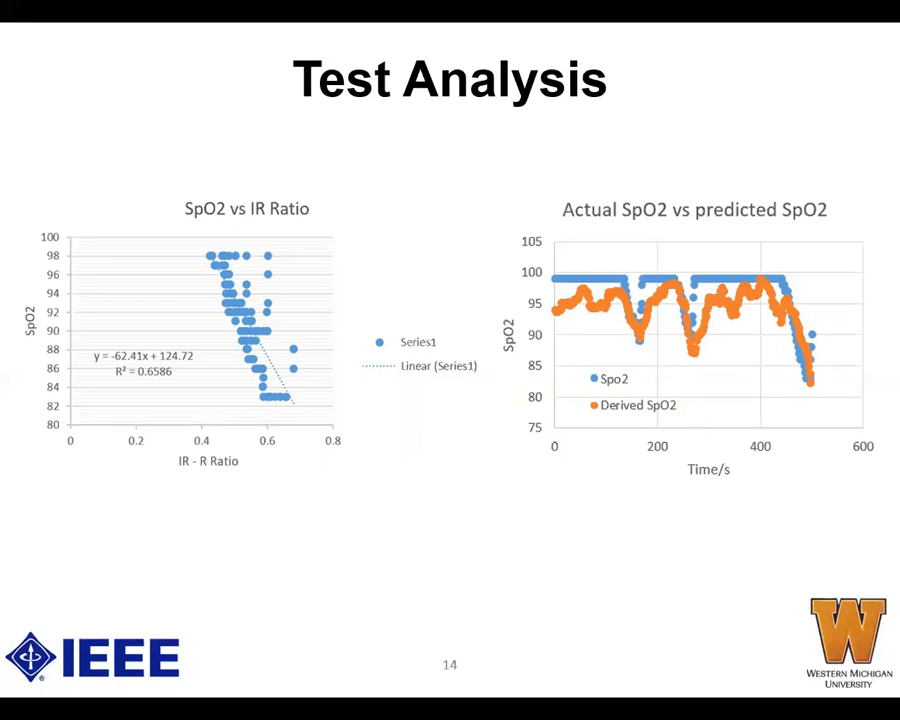 Test Analysis
SpO2 vs IR Ratio
100
98
96
94
92
90
88
86
84
82
80
SpO2
y = -62.41x + 124.72
R² = 0.6586
0
0.2
0.4
0.6
0.8
IR - R Ratio
Series1
Linear (Series1)
Actual SpO2 vs predicted SpO2
105
100
95
90
85
80
75
SpO2
Spo2
Derived SpO2
0
200
400
600
Time/s
IEEE
14
W
WESTERN MICHIGAN
UNIVERSITY